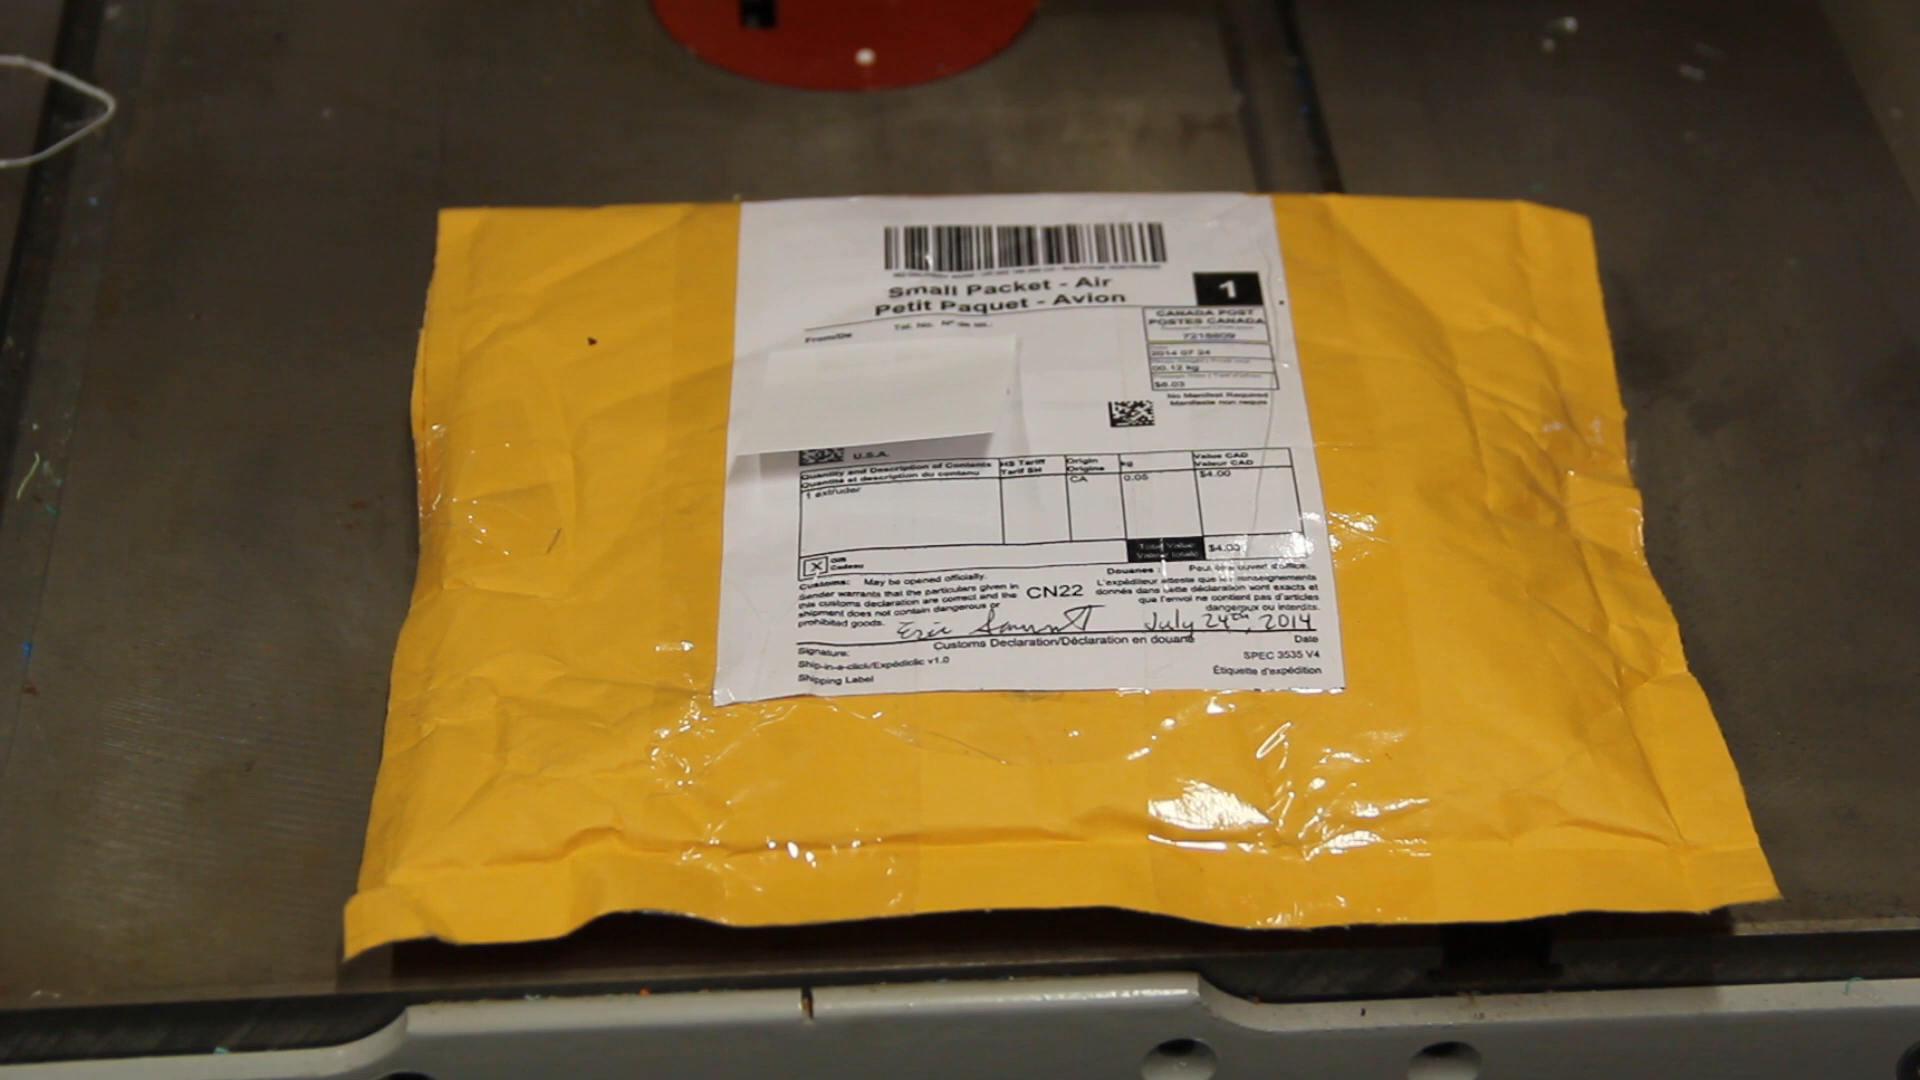 Small Packet - Air
Petit Paquet - Avion
1
Tel. No. Nº de tél.:
From/De
CANADA POST
POSTES CANADA
7218809
2014 07 24
00.12 kg
$6.03
No Manifest Required
Manifeste non requis
U.S.A.
Quantity and Description of Contents
Quantité et description du contenu
HS Tariff
Tarif SH
Origin
Origine
kg
Value CAD
Valeur CAD
1 extruder
CA
0.05
$4.00
Total Value
Valeur totale
$4.00
X
Gift
Cadeau
Customs: May be opened officially.
Sender warrants that the particulars given in
this customs declaration are correct and the
shipment does not contain dangerous or
prohibited goods.
CN22
Douanes : Peut être ouvert d'office.
L'expéditeur atteste que les renseignements
donnés dans cette déclaration sont exacts et
que l'envoi ne contient pas d'articles
dangereux ou interdits.
Eric
July 24th, 2014
Customs Declaration/Déclaration en douane
Signature:
Date
Ship-in-a-click/Expédiclic v1.0
SPEC 3535 V4
Shipping Label
Étiquette d'expédition